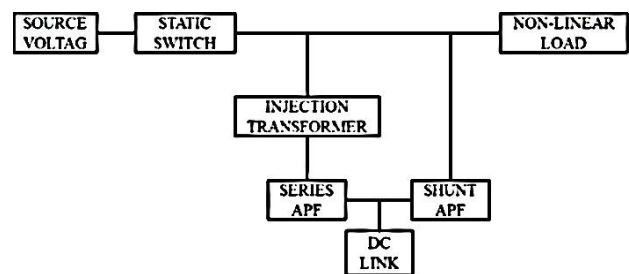 SOURCE
VOLTAG
STATIC
SWITCH
NON-LINEAR
LOAD
INJECTION
TRANSFORMER
SERIES
APF
SHUNT
APF
DC
LINK